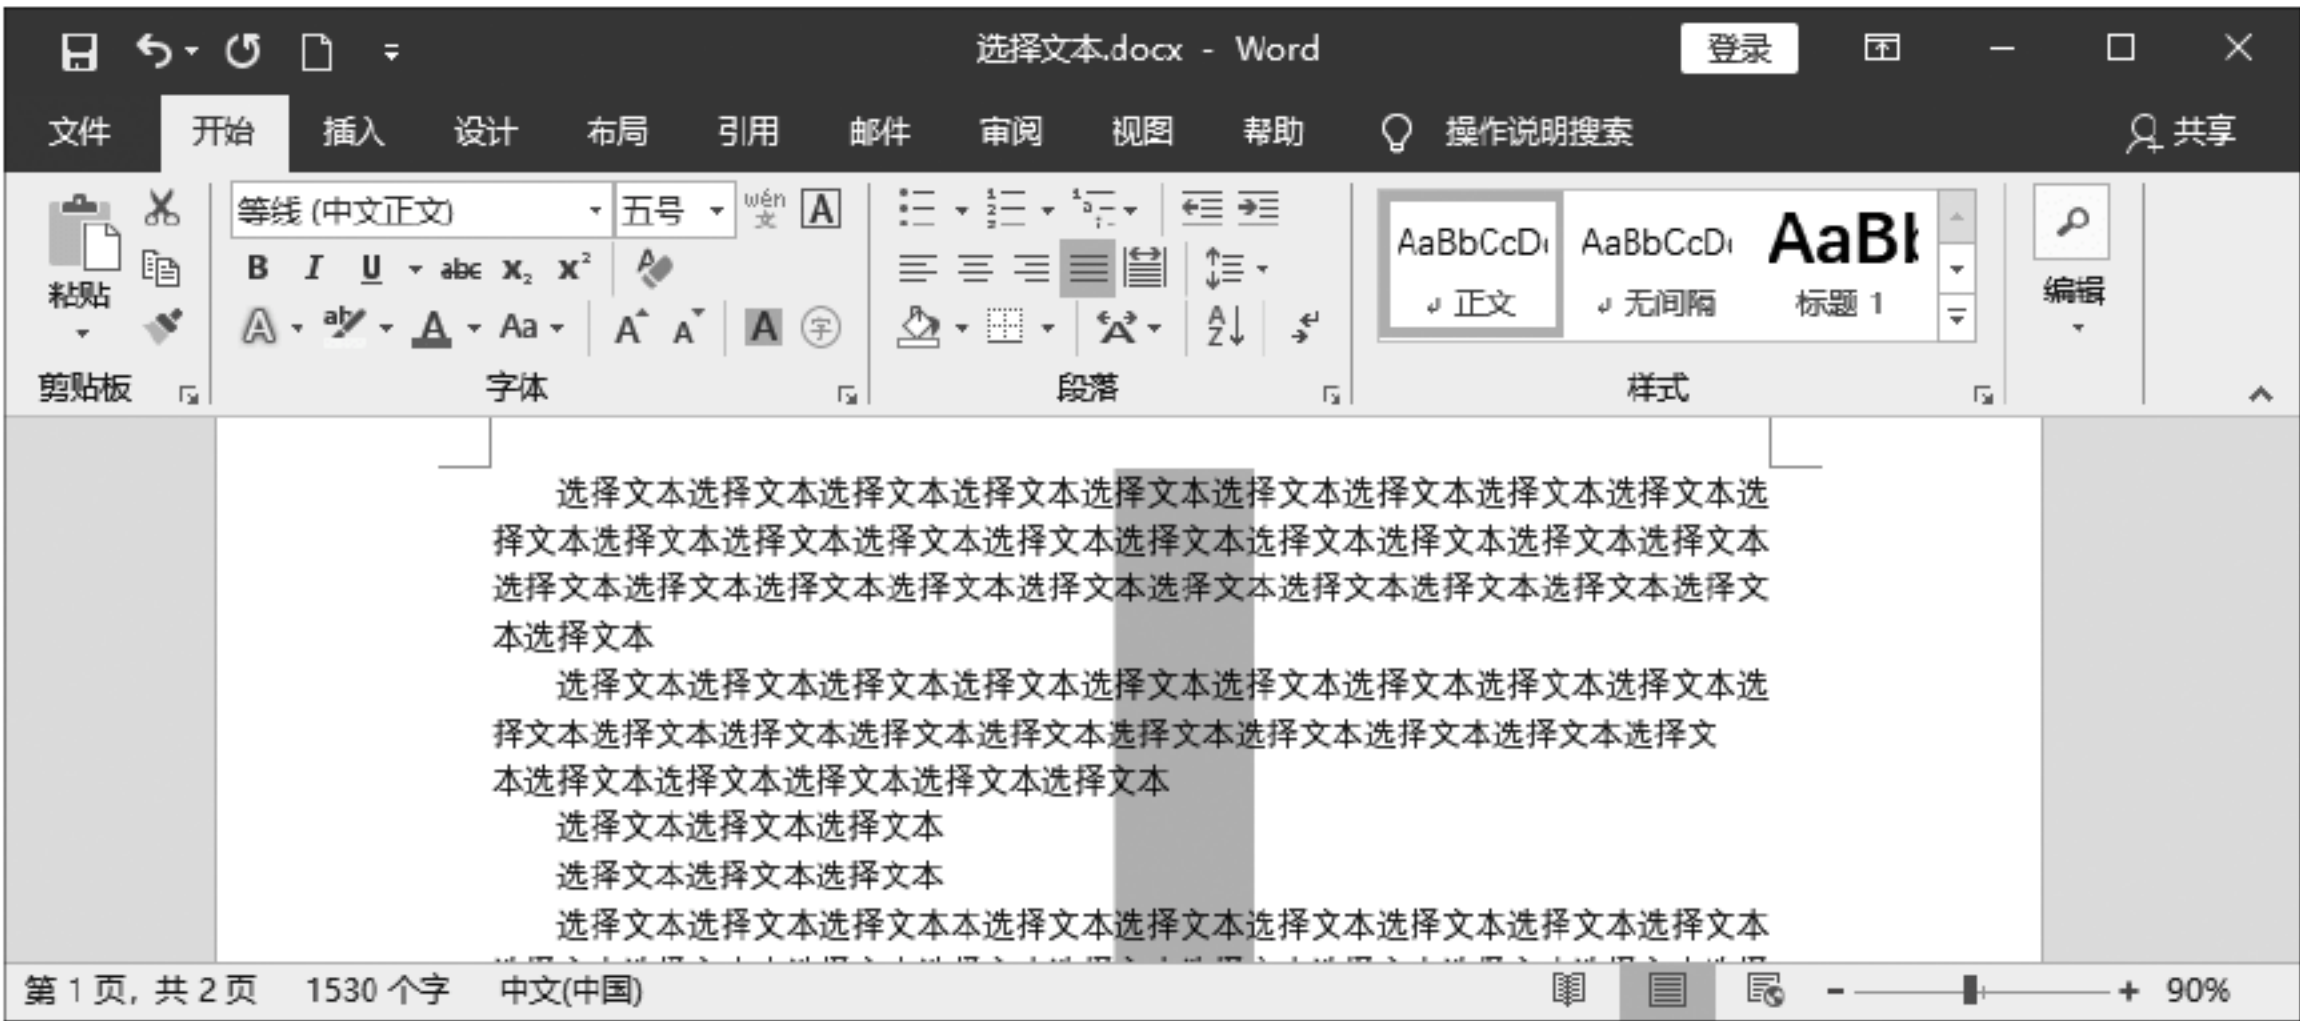 选择文本.docx - Word
登录
文件 开始 插入 设计 布局 引用 邮件 审阅 视图 帮助 操作说明搜索 共享
粘贴
剪贴板
等线 (中文正文) 五号 wén 文 A
B I U abc x₂ x²
A aby A Aa A A A 字
字体
段落
AaBbCcDı AaBbCcDı AaBb
正文 无间隔 标题 1
样式
编辑
选择文本选择文本选择文本选择文本选择文本选择文本选择文本选择文本选择文本选
择文本选择文本选择文本选择文本选择文本选择文本选择文本选择文本选择文本选择文本
选择文本选择文本选择文本选择文本选择文本选择文本选择文本选择文本选择文本选择文
本选择文本
选择文本选择文本选择文本选择文本选择文本选择文本选择文本选择文本选择文本选
择文本选择文本选择文本选择文本选择文本选择文本选择文本选择文本选择文本选择文
本选择文本选择文本选择文本选择文本选择文本
选择文本选择文本选择文本
选择文本选择文本选择文本
选择文本选择文本选择文本本选择文本选择文本选择文本选择文本选择文本选择文本
第 1 页, 共 2 页 1530 个字 中文(中国) 90%